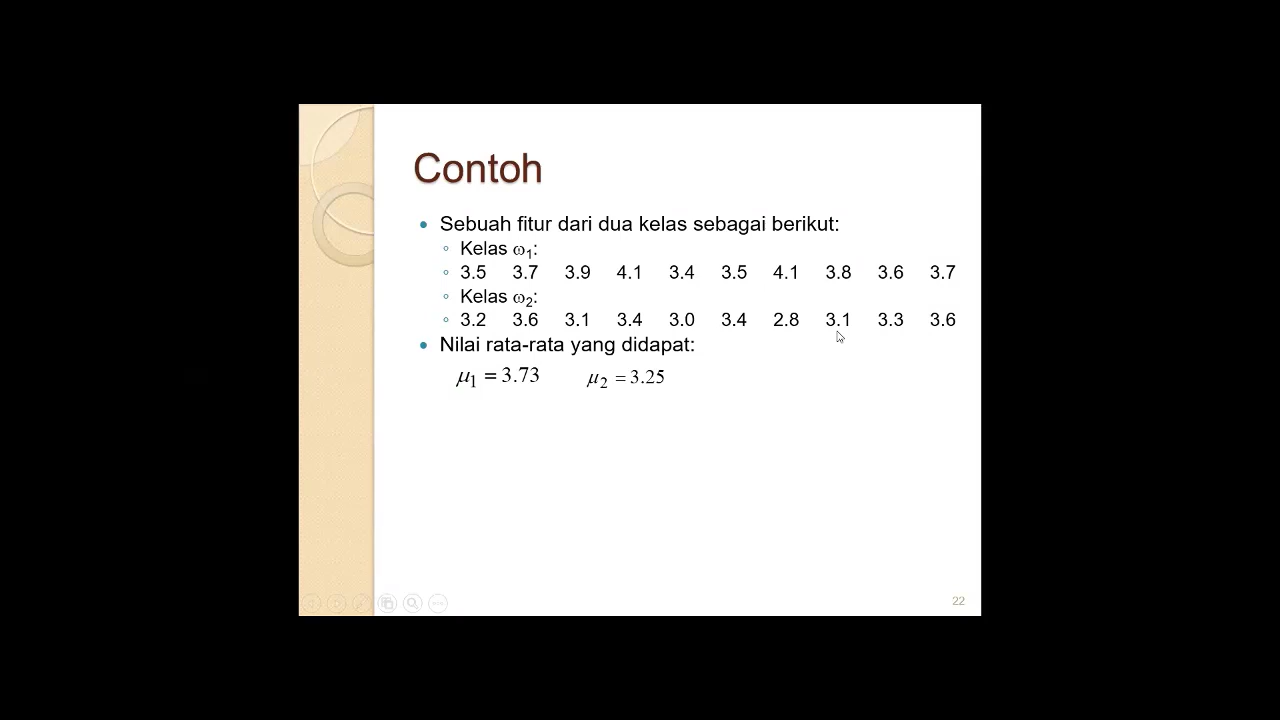 Contoh
Sebuah fitur dari dua kelas sebagai berikut:
Kelas ω1:
3.5 3.7 3.9 4.1 3.4 3.5 4.1 3.8 3.6 3.7
Kelas ω2:
3.2 3.6 3.1 3.4 3.0 3.4 2.8 3.1 3.3 3.6
Nilai rata-rata yang didapat:
μ1 = 3.73 μ2 = 3.25
22